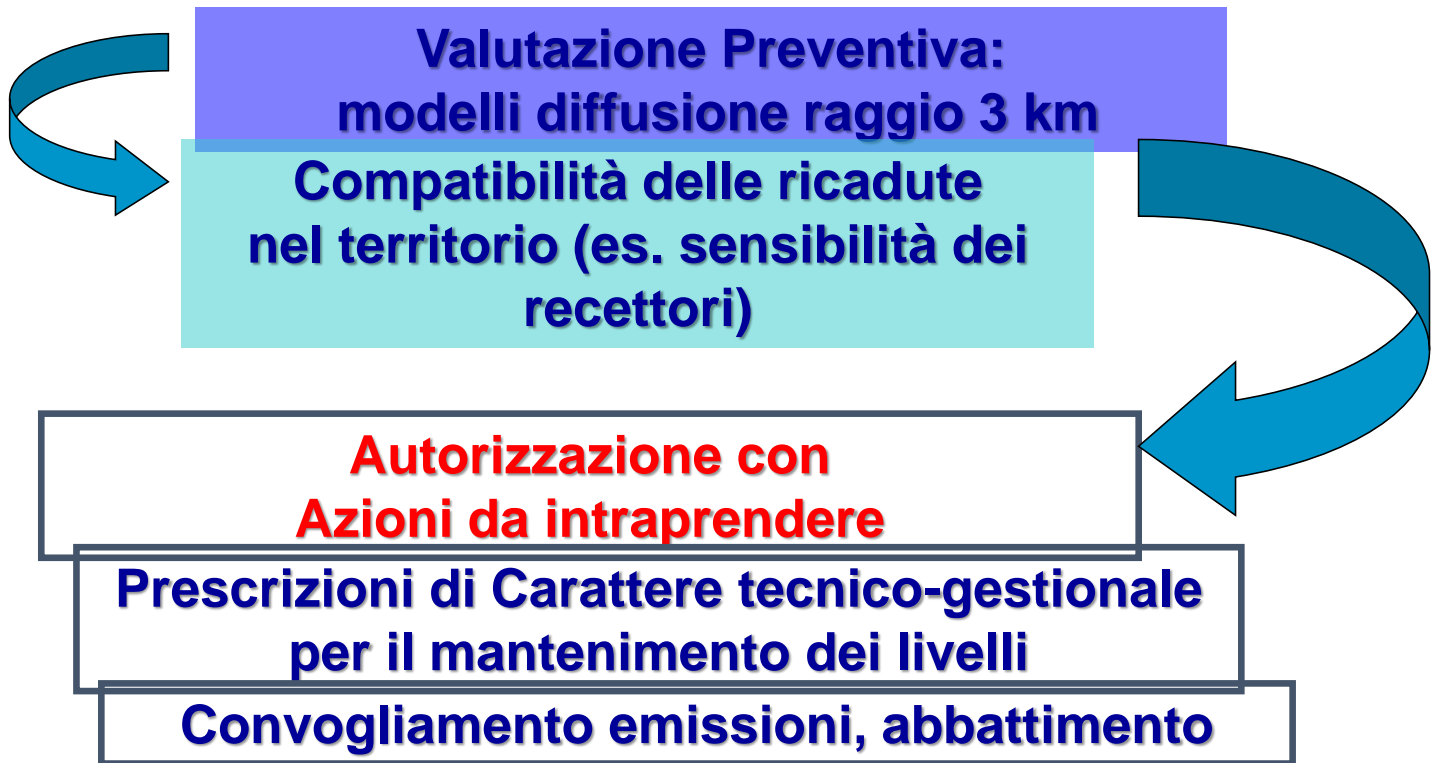 Valutazione Preventiva:
modelli diffusione raggio 3 km
Compatibilità delle ricadute
nel territorio (es. sensibilità dei
recettori)
Autorizzazione con
Azioni da intraprendere
Prescrizioni di Carattere tecnico-gestionale
per il mantenimento dei livelli
Convogliamento emissioni, abbattimento